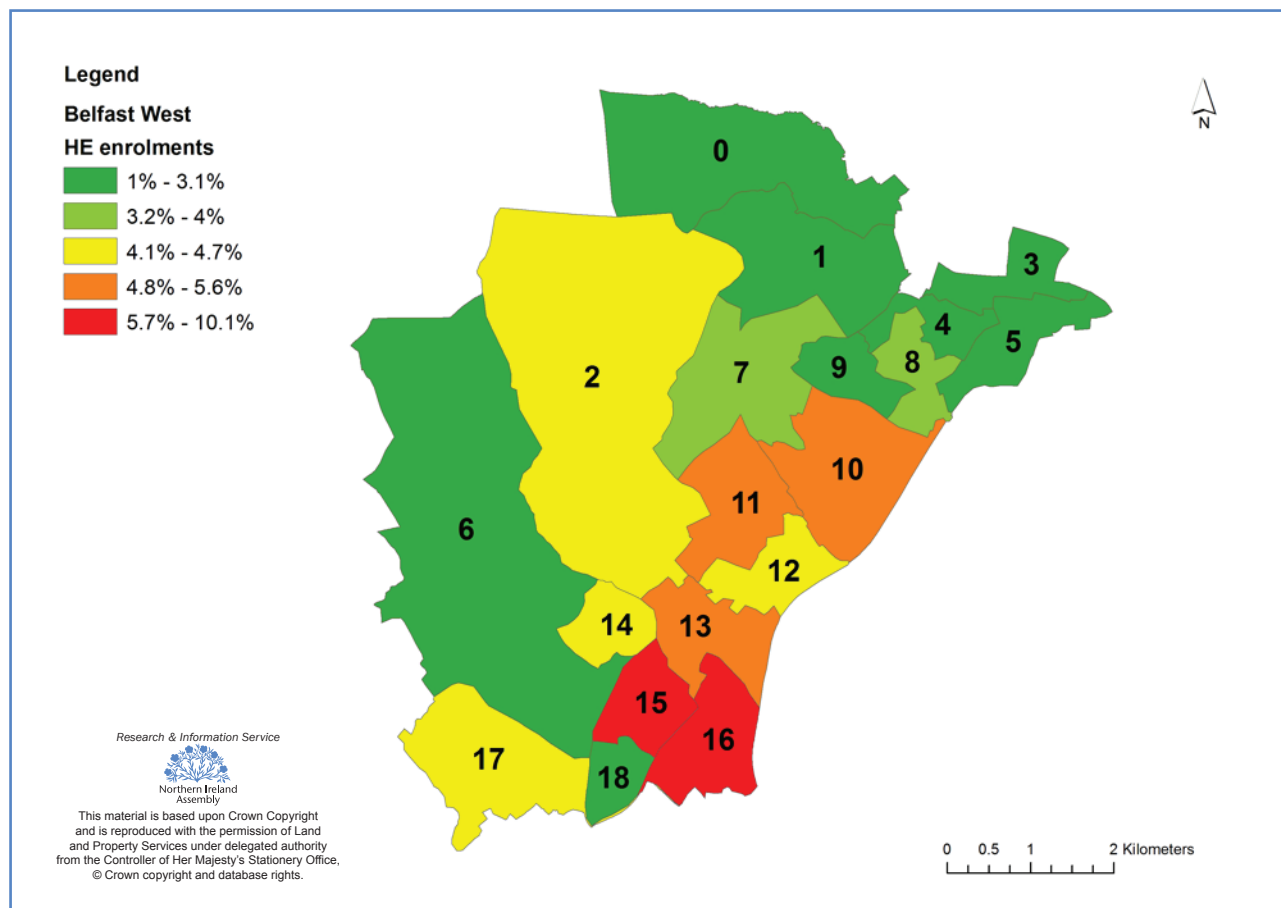 Legend
Belfast West
HE enrolments
1% - 3.1%
3.2% - 4%
4.1% - 4.7%
4.8% - 5.6%
5.7% - 10.1%
N
0
1
3
4
5
2
7
9
8
10
11
6
12
14
13
15
16
17
18
Research & Information Service
Northern Ireland
Assembly
This material is based upon Crown Copyright
and is reproduced with the permission of Land
and Property Services under delegated authority
from the Controller of Her Majesty's Stationery Office,
© Crown copyright and database rights.
0 0.5 1 2 Kilometers